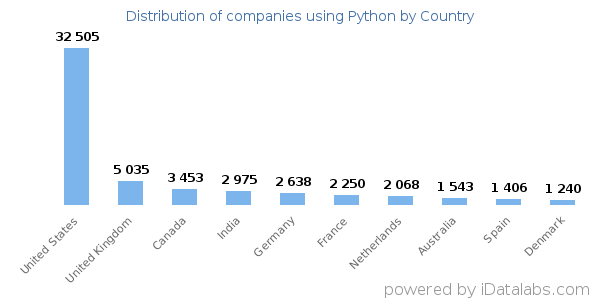 Distribution of companies using Python by Country
32 505
5 035
3 453
2 975
2 638
2 250
2 068
1 543
1 406
1 240
United States
United Kingdom
Canada
India
Germany
France
Netherlands
Australia
Spain
Denmark
powered by iDatalabs.com